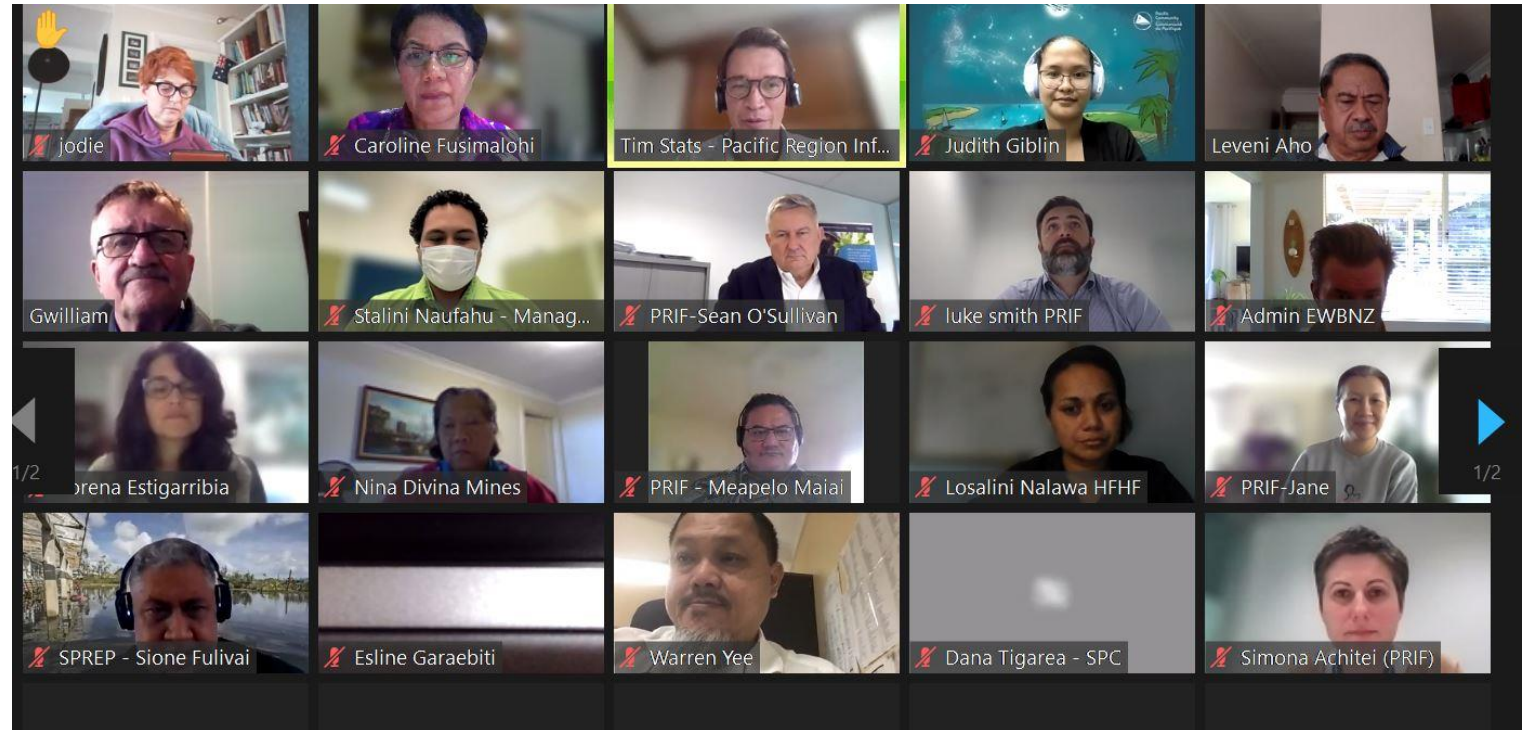 jodie
Caroline Fusimalohi
Tim Stats - Pacific Region Inf...
Judith Giblin
Leveni Aho
Gwilliam
Stalini Naufahu - Manag...
PRIF-Sean O'Sullivan
luke smith PRIF
Admin EWBNZ
orena Estigarribia
Nina Divina Mines
PRIF - Meapelo Maiai
Losalini Nalawa HFHF
PRIF-Jane
1/2
1/2
SPREP - Sione Fulivai
Esline Garaebiti
Warren Yee
Dana Tigarea - SPC
Simona Achitei (PRIF)